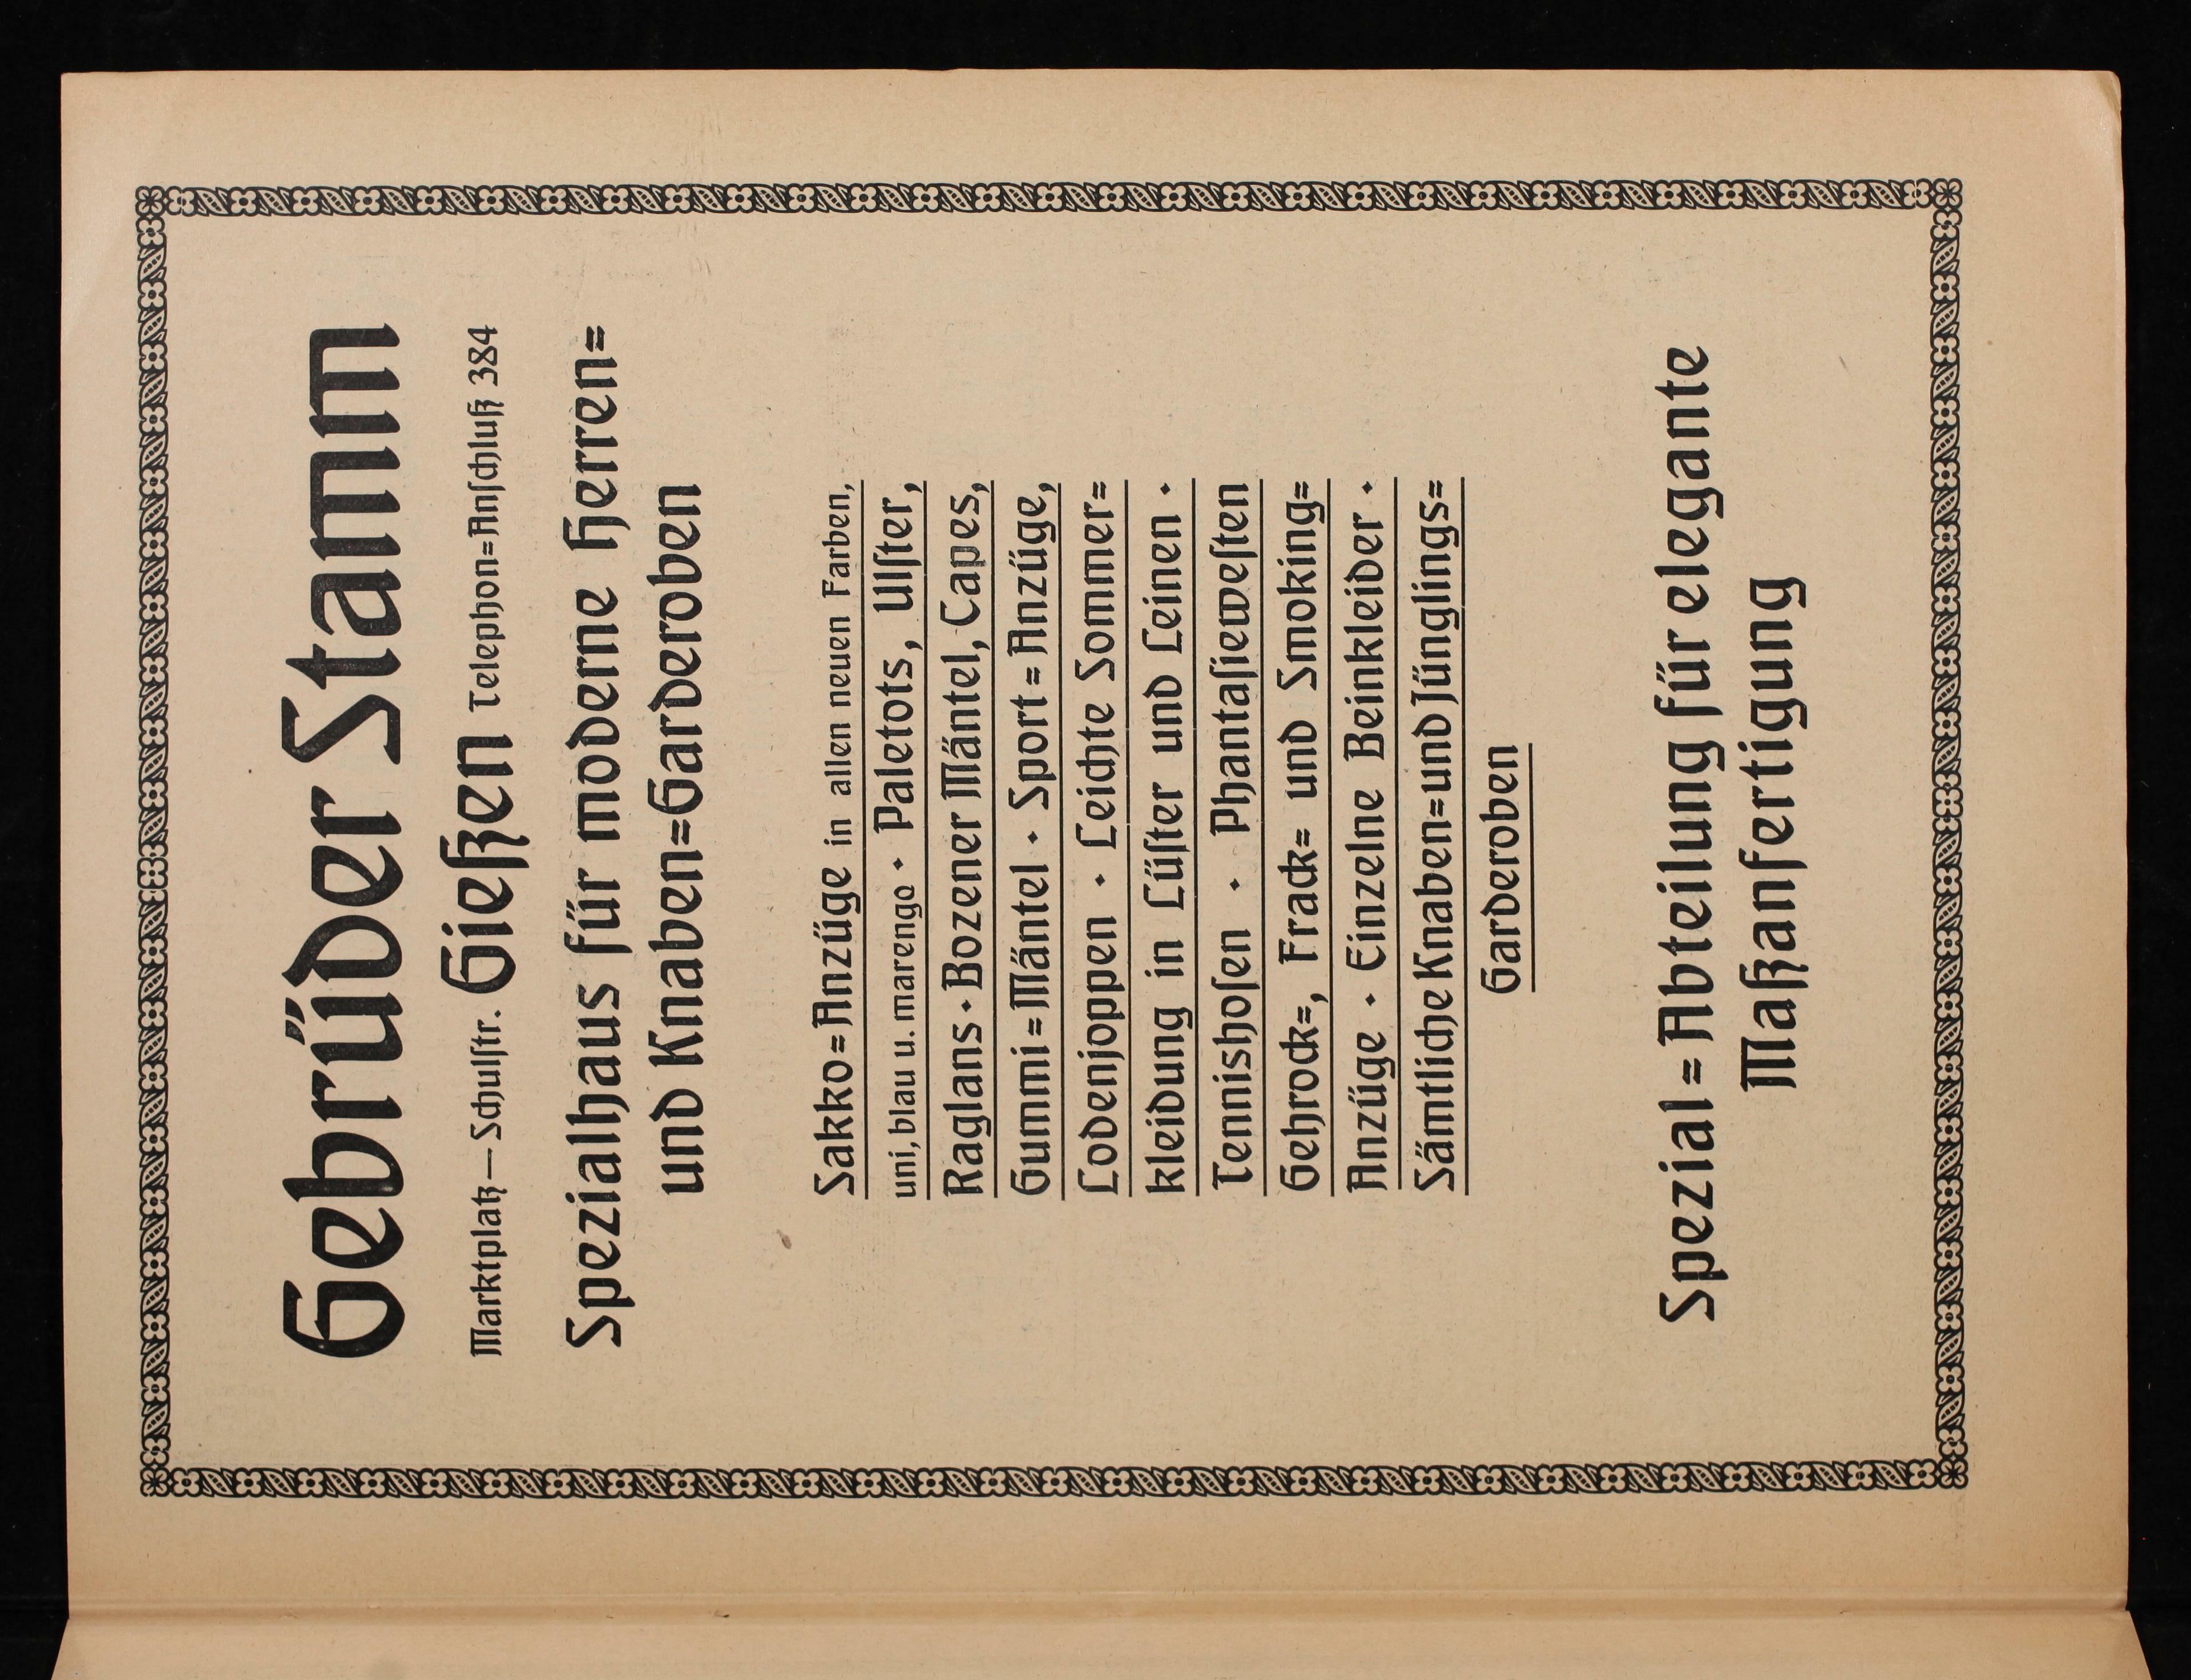 Gebrüder Stamm
Marktplatz — Schulstr. Gießen Telephon=Anschluß 384
Spezialhaus für moderne Herren=
und Knaben=Garderoben
Sakko=Anzüge in allen neuen Farben,
uni, blau u. marengo · Paletots, Ulster,
Raglans · Bozener Mäntel, Capes,
Gummi=Mäntel · Sport=Anzüge,
Lodenjoppen · Leichte Sommer=
kleidung in Lüster und Leinen ·
Tennishosen · Phantasiewesten
Gehrock=, Frack= und Smoking=
Anzüge · Einzelne Beinkleider ·
Sämtliche Knaben=und Jünglings=
Garderoben
Spezial=Abteilung für elegante
Maßanfertigung